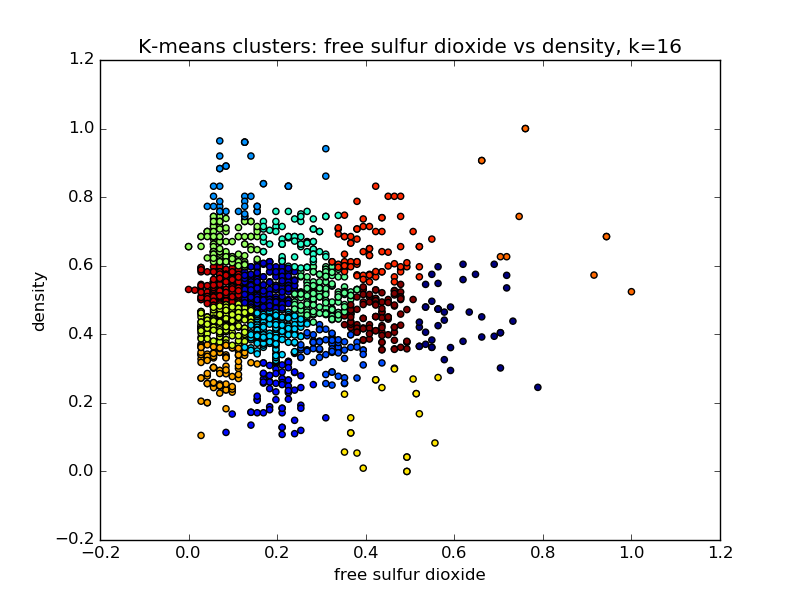 K-means clusters: free sulfur dioxide vs density, k=16
1.2
1.0
0.8
0.6
0.4
0.2
0.0
−0.2
density
−0.2 0.0 0.2 0.4 0.6 0.8 1.0 1.2
free sulfur dioxide